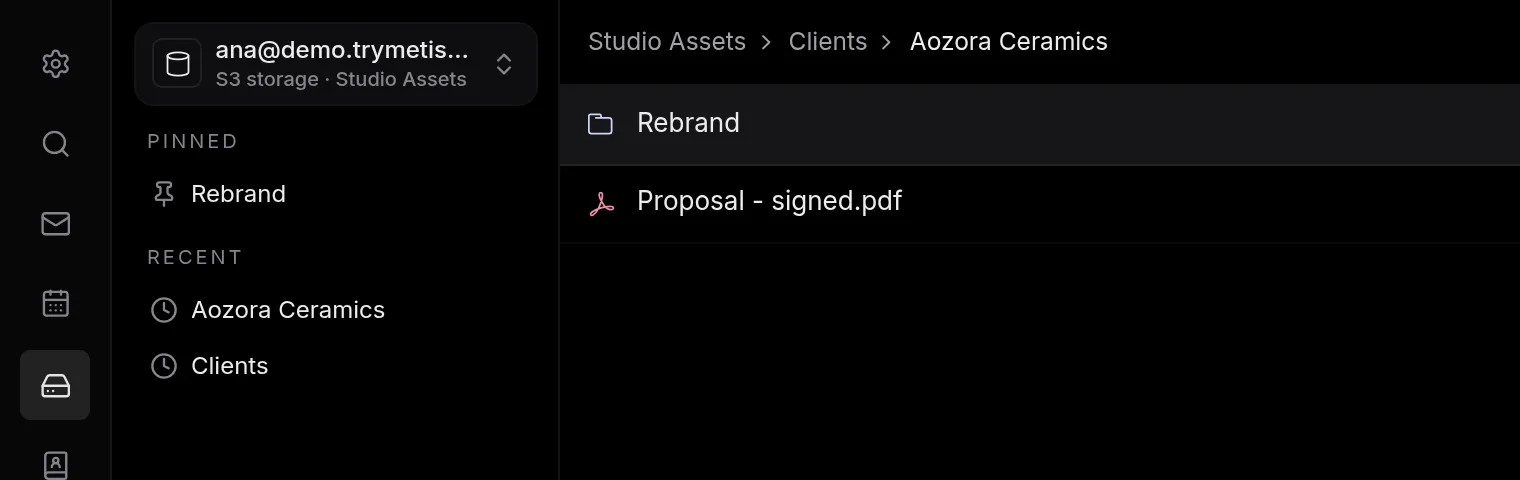 ana@demo.trymetis...
S3 storage · Studio Assets
PINNED
Rebrand
RECENT
Aozora Ceramics
Clients
Studio Assets > Clients > Aozora Ceramics
Rebrand
Proposal - signed.pdf